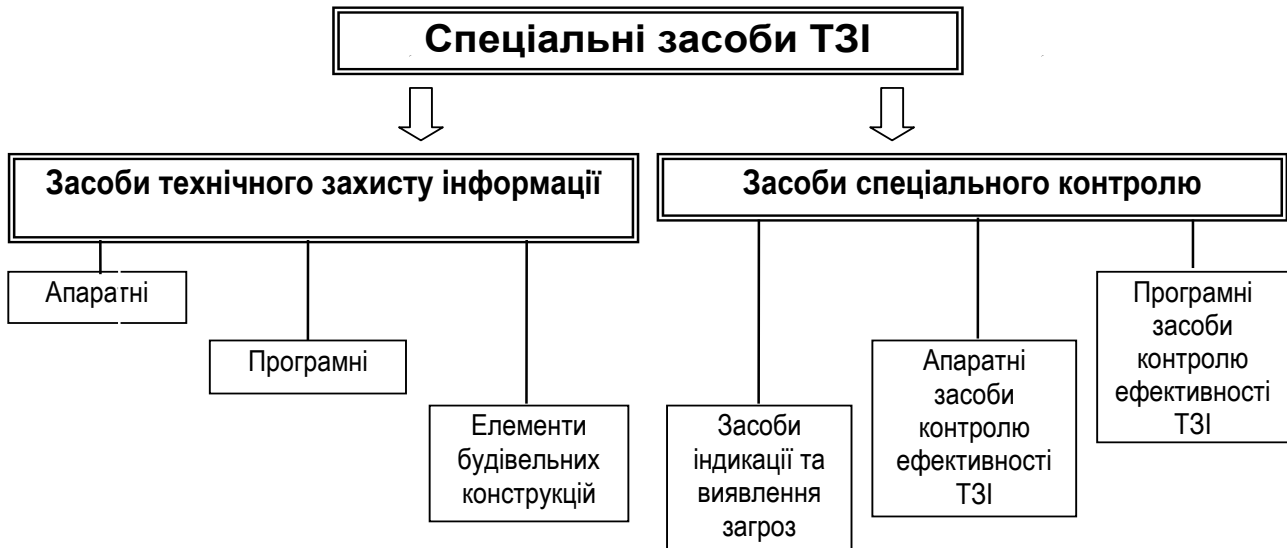 Спеціальні засоби ТЗІ
Засоби технічного захисту інформації
Засоби спеціального контролю
Апаратні
Програмні
Елементи
будівельних
конструкцій
Засоби
індикації та
виявлення
загроз
Апаратні
засоби
контролю
ефективності
ТЗІ
Програмні
засоби
контролю
ефективності
ТЗІ